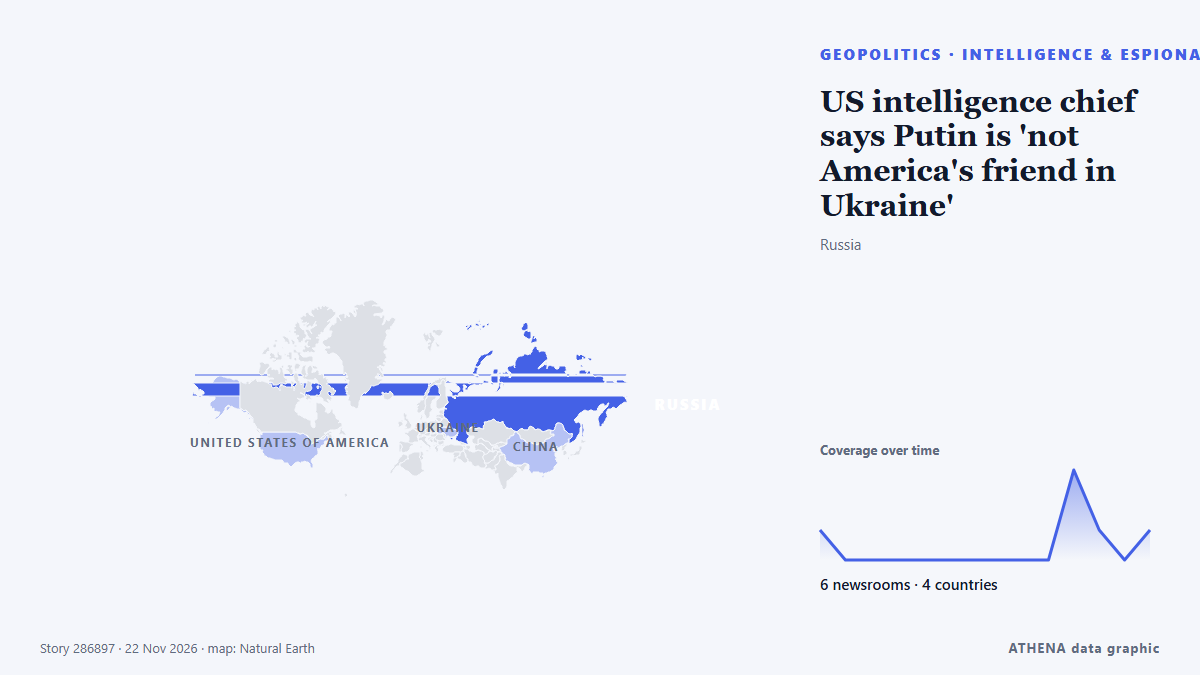 GEOPOLITICS · INTELLIGENCE & ESPIONA
US intelligence chief
says Putin is 'not
America's friend in
Ukraine'
Russia
RUSSIA
UKRAINE
UNITED STATES OF AMERICA
CHINA
Coverage over time
6 newsrooms · 4 countries
Story 286897 · 22 Nov 2026 · map: Natural Earth
ATHENA data graphic